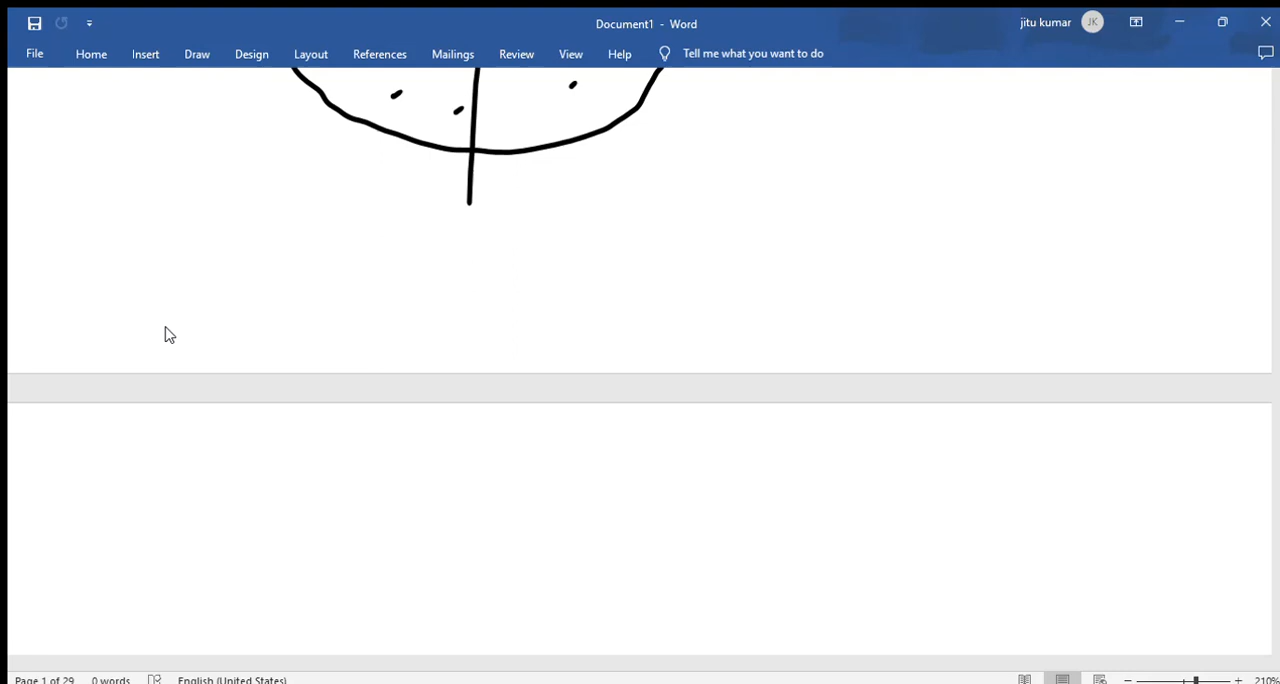 Document1 - Word
jitu kumar JK
File Home Insert Draw Design Layout References Mailings Review View Help Tell me what you want to do
Page 1 of 29 0 words English (United States) 210%